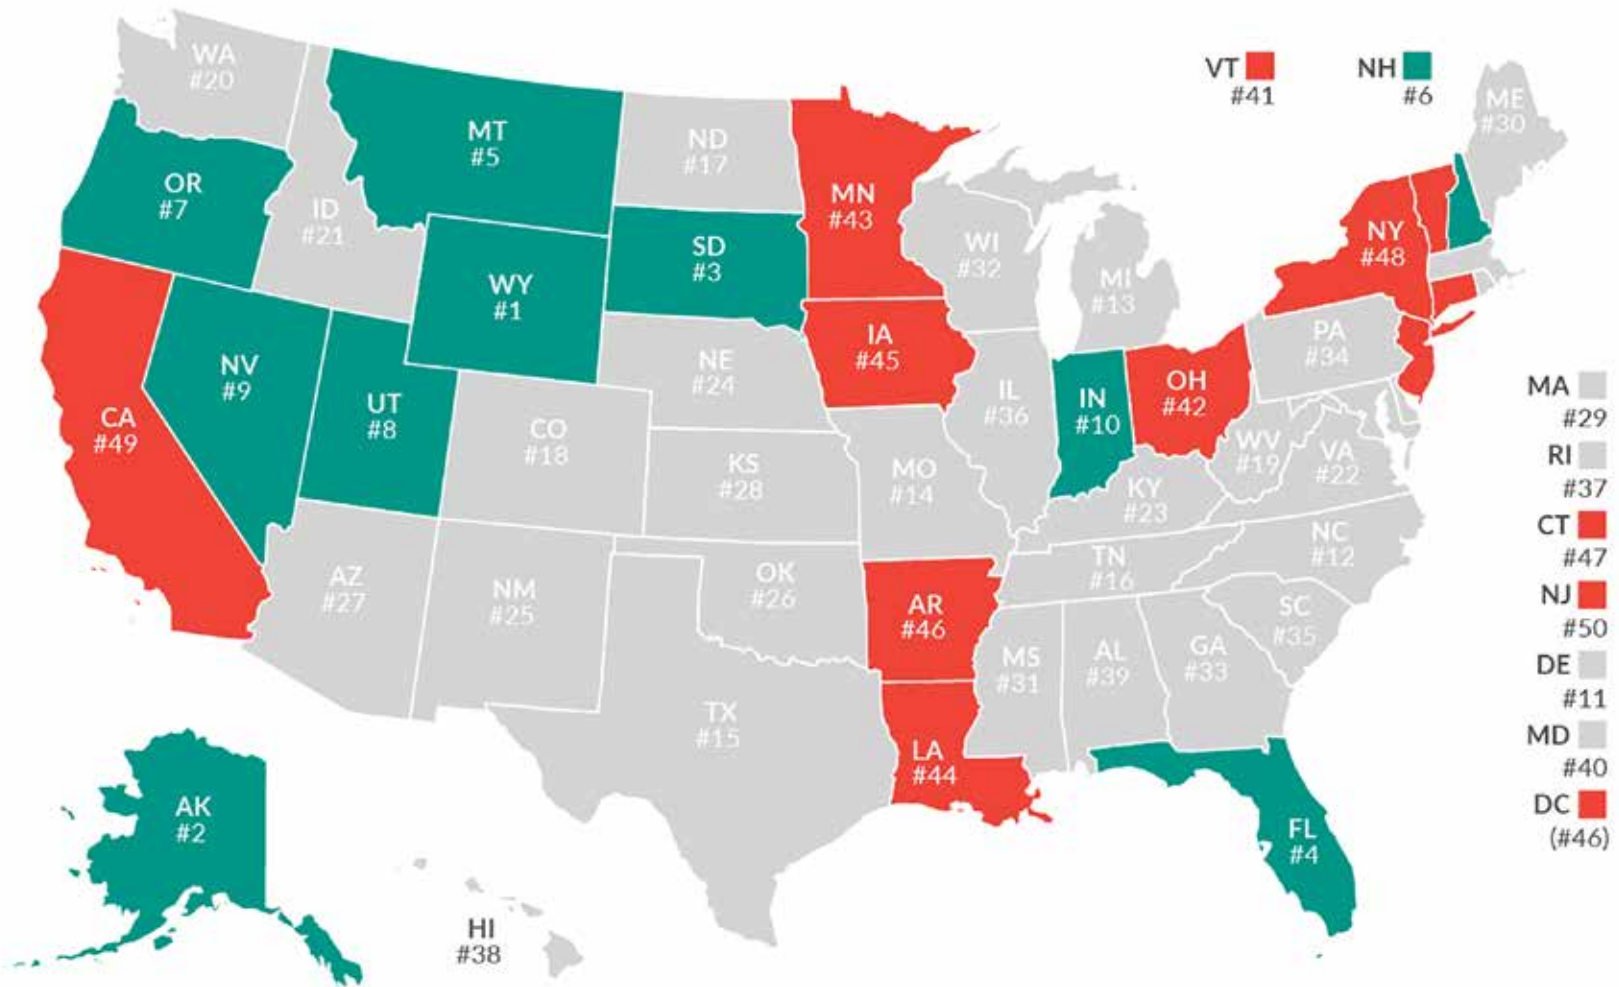 WA
#20
MT
#5
ND
#17
MN
#43
VT
#41
NH
#6
ME
#30
OR
#7
ID
#21
WY
#1
SD
#3
WI
#32
MI
#13
NY
#48
CA
#49
NV
#9
UT
#8
CO
#18
NE
#24
IA
#45
IL
#36
IN
#10
OH
#42
PA
#34
KS
#28
MO
#14
KY
#23
WV
#19
VA
#22
AZ
#27
NM
#25
OK
#26
AR
#46
TN
#16
NC
#12
TX
#15
LA
#44
MS
#31
AL
#39
GA
#33
SC
#35
FL
#4
AK
#2
HI
#38
MA
#29
RI
#37
CT
#47
NJ
#50
DE
#11
MD
#40
DC
(#46)